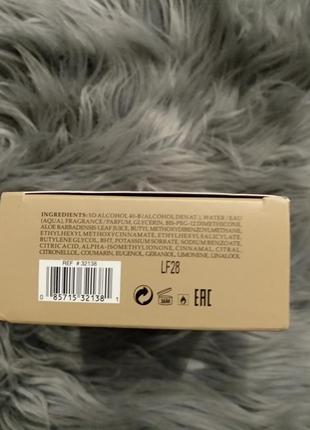 INGREDIENTS: SD ALCOHOL 40-B (ALCOHOL DENAT.), WATER / EAU
(AQUA), FRAGRANCE / PARFUM, GLYCERIN, BIS-PEG-12 DIMETHICONE,
ALOE BARBADENSIS LEAF JUICE, BUTYL METHOXYDIBENZOYLMETHANE,
ETHYLHEXYL METHOXYCINNAMATE, ETHYLHEXYL SALICYLATE,
BUTYLENE GLYCOL, BHT, POTASSIUM SORBATE, SODIUM BENZOATE,
CITRIC ACID, ALPHA-ISOMETHYL IONONE, CINNAMAL, CITRAL,
CITRONELLOL, COUMARIN, EUGENOL, GERANIOL, LIMONENE, LINALOOL
REF # 32138
LF28
0 85715 32138 1
EAC